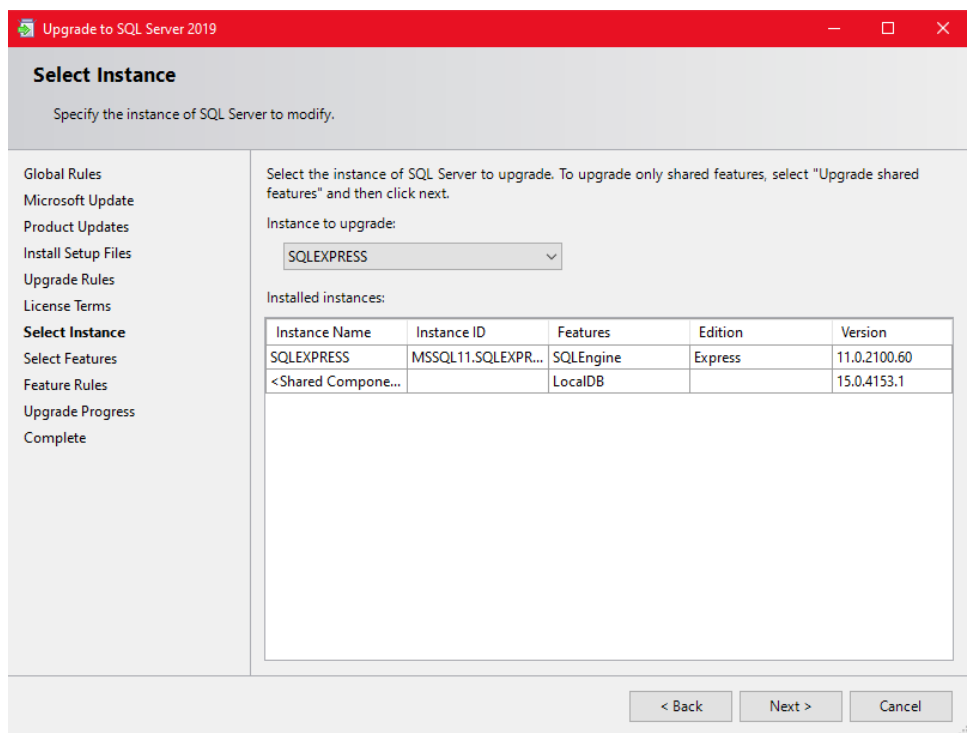 Upgrade to SQL Server 2019
Select Instance
Specify the instance of SQL Server to modify.
Global Rules
Microsoft Update
Product Updates
Install Setup Files
Upgrade Rules
License Terms
Select Instance
Select Features
Feature Rules
Upgrade Progress
Complete
Select the instance of SQL Server to upgrade. To upgrade only shared features, select "Upgrade shared
features" and then click next.
Instance to upgrade:
SQLEXPRESS
Installed instances:
Instance Name Instance ID Features Edition Version
SQLEXPRESS MSSQL11.SQLEXPR... SQLEngine Express 11.0.2100.60
<Shared Compone... LocalDB 15.0.4153.1
< Back Next > Cancel